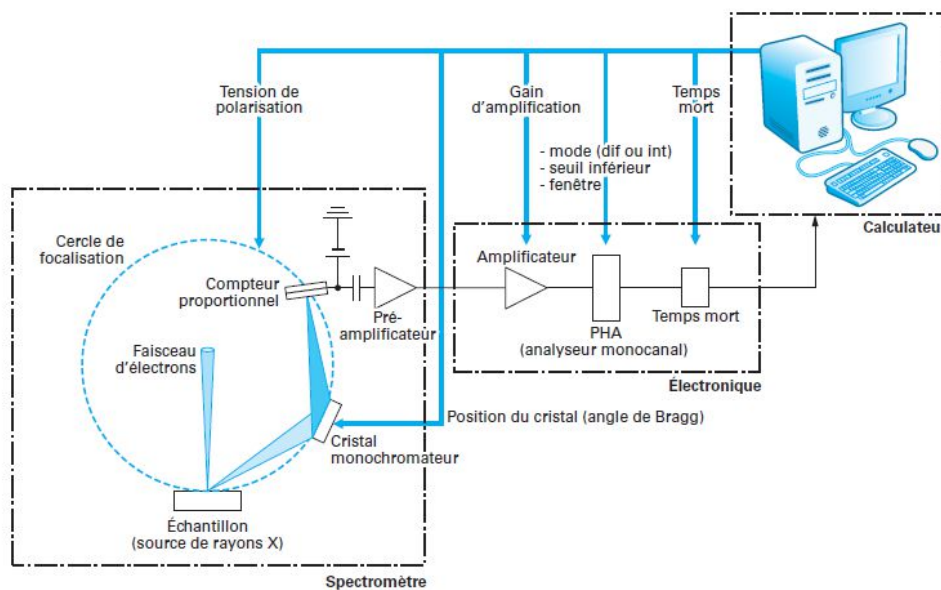 Tension de
polarisation
Gain
d'amplification
Temps
mort
- mode (dif ou int)
- seuil inférieur
- fenêtre
Calculateur
Cercle de
focalisation
Compteur
proportionnel
Pré-
amplificateur
Amplificateur
PHA
(analyseur monocanal)
Temps mort
Électronique
Faisceau
d'électrons
Position du cristal (angle de Bragg)
Cristal
monochromateur
Échantillon
(source de rayons X)
Spectromètre